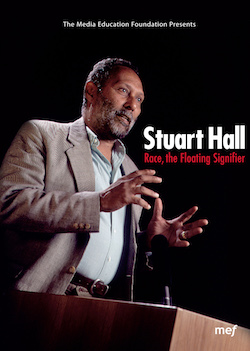 The Media Education Foundation Presents
Stuart Hall
Race, the Floating Signifier
mef